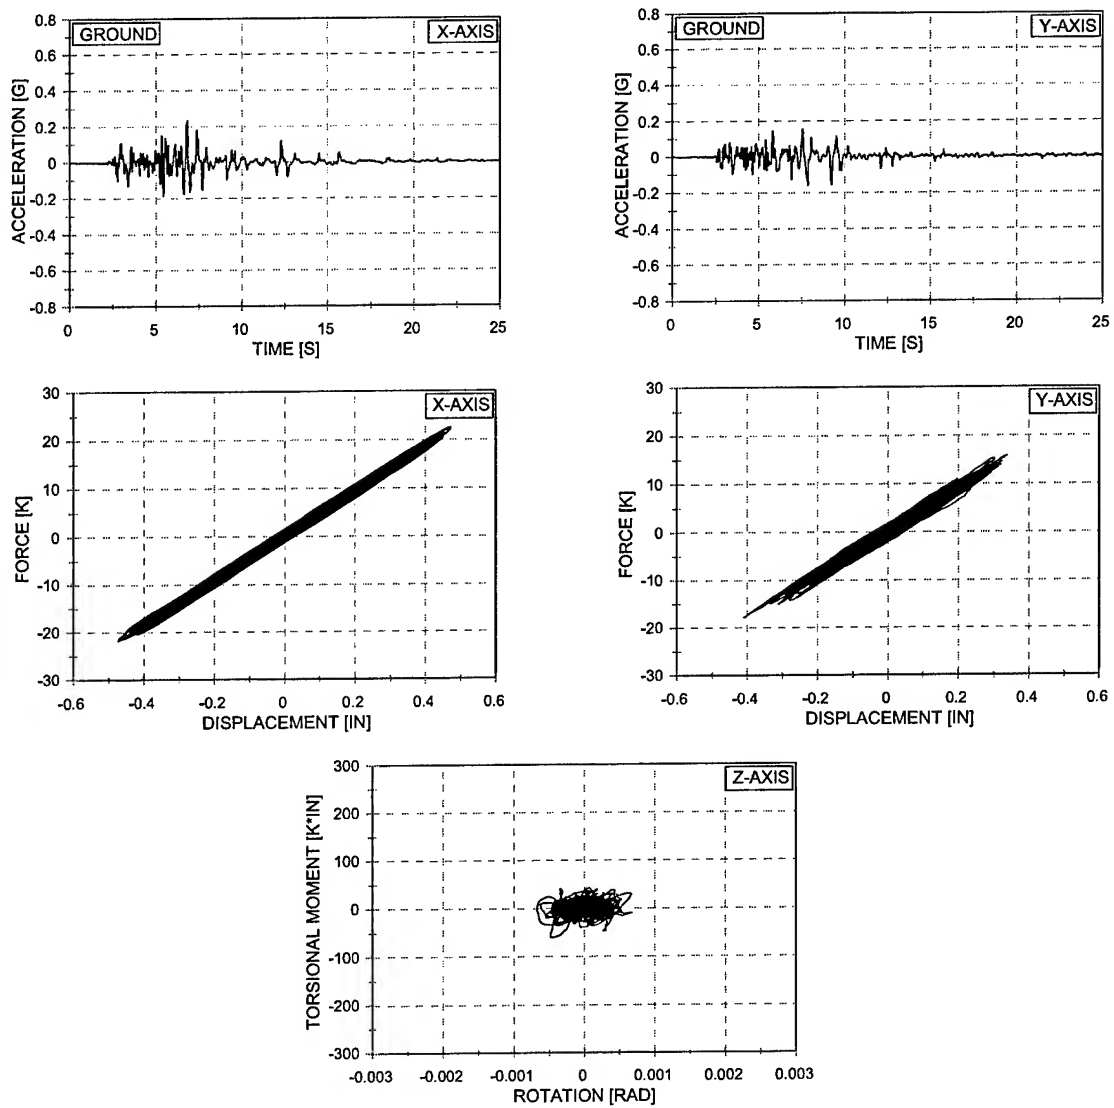 GROUND
X-AXIS
ACCELERATION [G]
0.8
0.6
0.4
0.2
0
-0.2
-0.4
-0.6
-0.8
0 5 10 15 20 25
TIME [S]
GROUND
Y-AXIS
ACCELERATION [G]
0.8
0.6
0.4
0.2
0
-0.2
-0.4
-0.6
-0.8
0 5 10 15 20 25
TIME [S]
X-AXIS
FORCE [K]
30
20
10
0
-10
-20
-30
-0.6 -0.4 -0.2 0 0.2 0.4 0.6
DISPLACEMENT [IN]
Y-AXIS
FORCE [K]
30
20
10
0
-10
-20
-30
-0.6 -0.4 -0.2 0 0.2 0.4 0.6
DISPLACEMENT [IN]
Z-AXIS
TORSIONAL MOMENT [K*IN]
300
200
100
0
-100
-200
-300
-0.003 -0.002 -0.001 0 0.001 0.002 0.003
ROTATION [RAD]